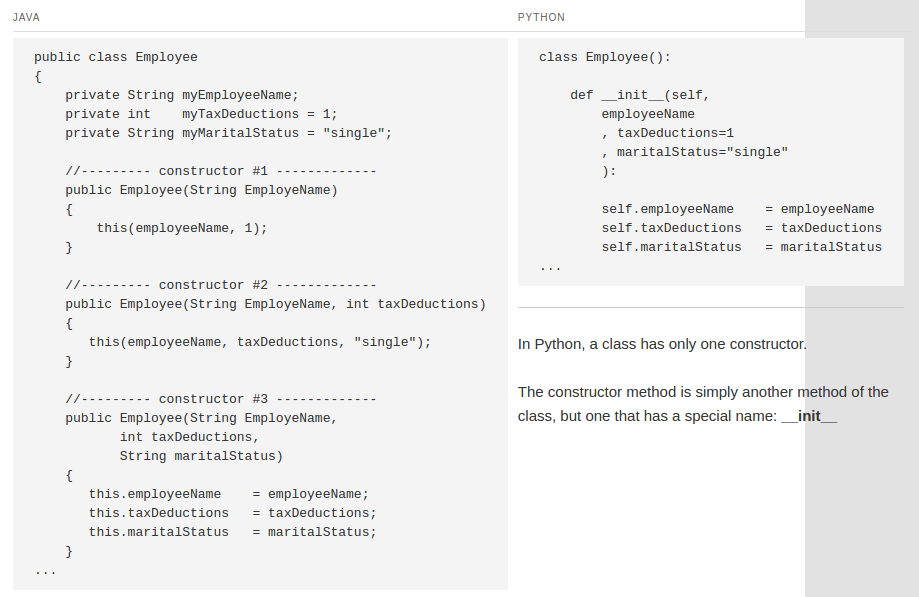 JAVA
public class Employee
{
    private String myEmployeeName;
    private int    myTaxDeductions = 1;
    private String myMaritalStatus = "single";

    //--------- constructor #1 -------------
    public Employee(String EmployeName)
    {
        this(employeeName, 1);
    }

    //--------- constructor #2 -------------
    public Employee(String EmployeName, int taxDeductions)
    {
       this(employeeName, taxDeductions, "single");
    }

    //--------- constructor #3 -------------
    public Employee(String EmployeName,
           int taxDeductions,
           String maritalStatus)
    {
       this.employeeName    = employeeName;
       this.taxDeductions   = taxDeductions;
       this.maritalStatus   = maritalStatus;
    }
...
PYTHON
class Employee():

    def __init__(self,
        employeeName
        , taxDeductions=1
        , maritalStatus="single"
        ):

        self.employeeName    = employeeName
        self.taxDeductions   = taxDeductions
        self.maritalStatus   = maritalStatus
...
In Python, a class has only one constructor.
The constructor method is simply another method of the
class, but one that has a special name: __init__